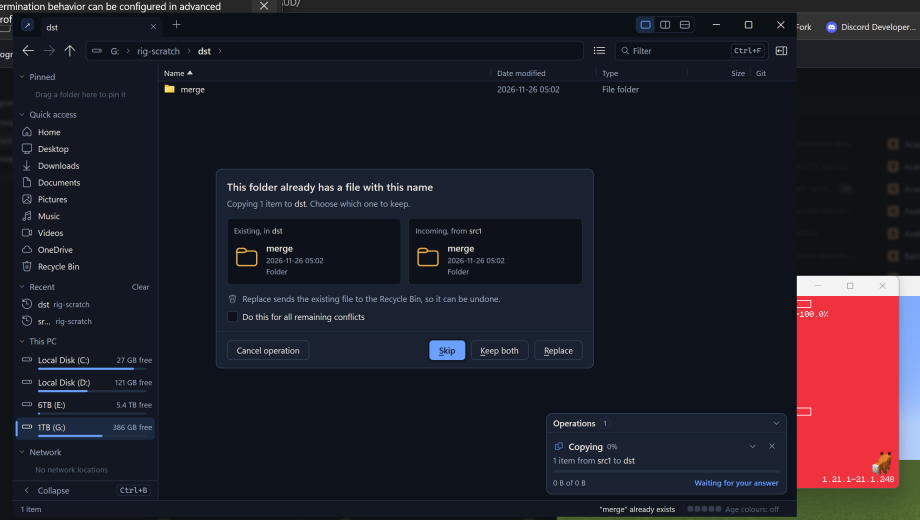 ermination behavior can be configured in advanced
UD/
rof
dst
G: > rig-scratch > dst >
Filter Ctrl+F
Fork Discord Developer...
Pinned
Drag a folder here to pin it
Quick access
Home
Desktop
Downloads
Documents
Pictures
Music
Videos
OneDrive
Recycle Bin
Recent Clear
dst rig-scratch
sr... rig-scratch
This PC
Local Disk (C:) 27 GB free
Local Disk (D:) 121 GB free
6TB (E:) 5.4 TB free
1TB (G:) 386 GB free
Network
No network locations
Collapse Ctrl+B
1 item
Name Date modified Type Size Git
merge 2026-11-26 05:02 File folder
This folder already has a file with this name
Copying 1 item to dst. Choose which one to keep.
Existing, in dst
merge
2026-11-26 05:02
Folder
Incoming, from src1
merge
2026-11-26 05:02
Folder
Replace sends the existing file to the Recycle Bin, so it can be undone.
Do this for all remaining conflicts
Cancel operation
Skip
Keep both
Replace
Operations 1
Copying 0%
1 item from src1 to dst
0 B of 0 B Waiting for your answer
"merge" already exists Age colours: off
100.0%
1.21.1-21.1.248